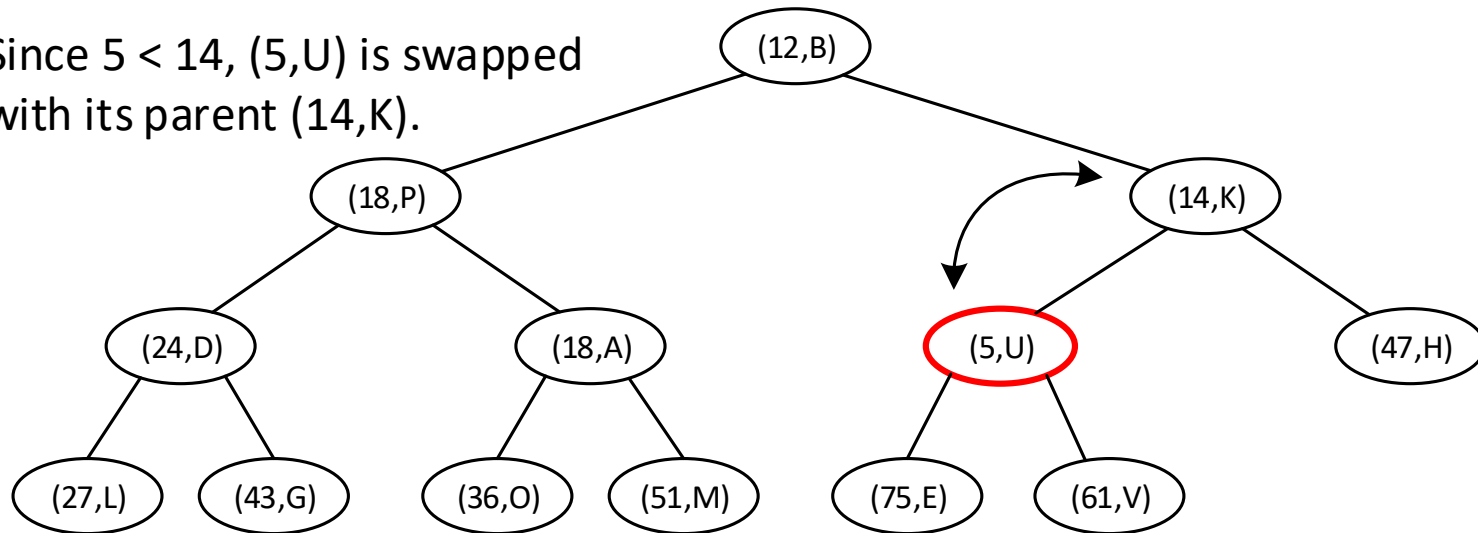 Since 5 < 14, (5,U) is swapped
with its parent (14,K).
(12,B)
(18,P) (14,K)
(24,D) (18,A) (5,U) (47,H)
(27,L) (43,G) (36,O) (51,M) (75,E) (61,V)